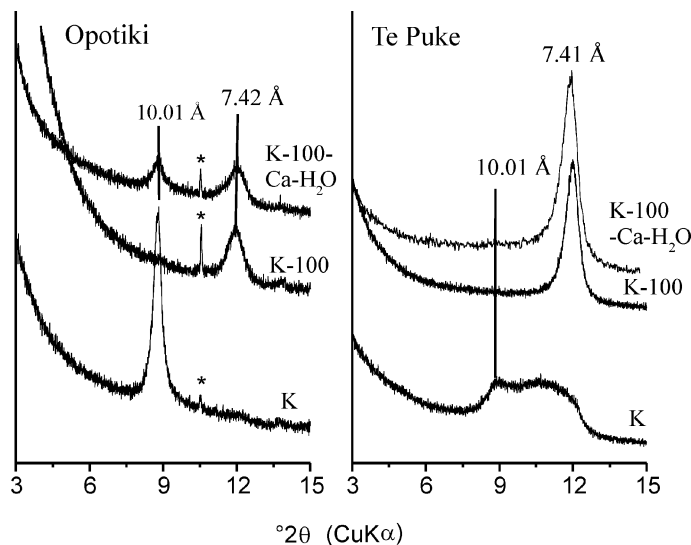 Opotiki
10.01 Å
7.42 Å
*
K-100-
Ca-H₂O
*
K-100
*
K
3 6 9 12 15
Te Puke
7.41 Å
10.01 Å
K-100
-Ca-H₂O
K-100
K
3 6 9 12 15
°2θ (CuKα)